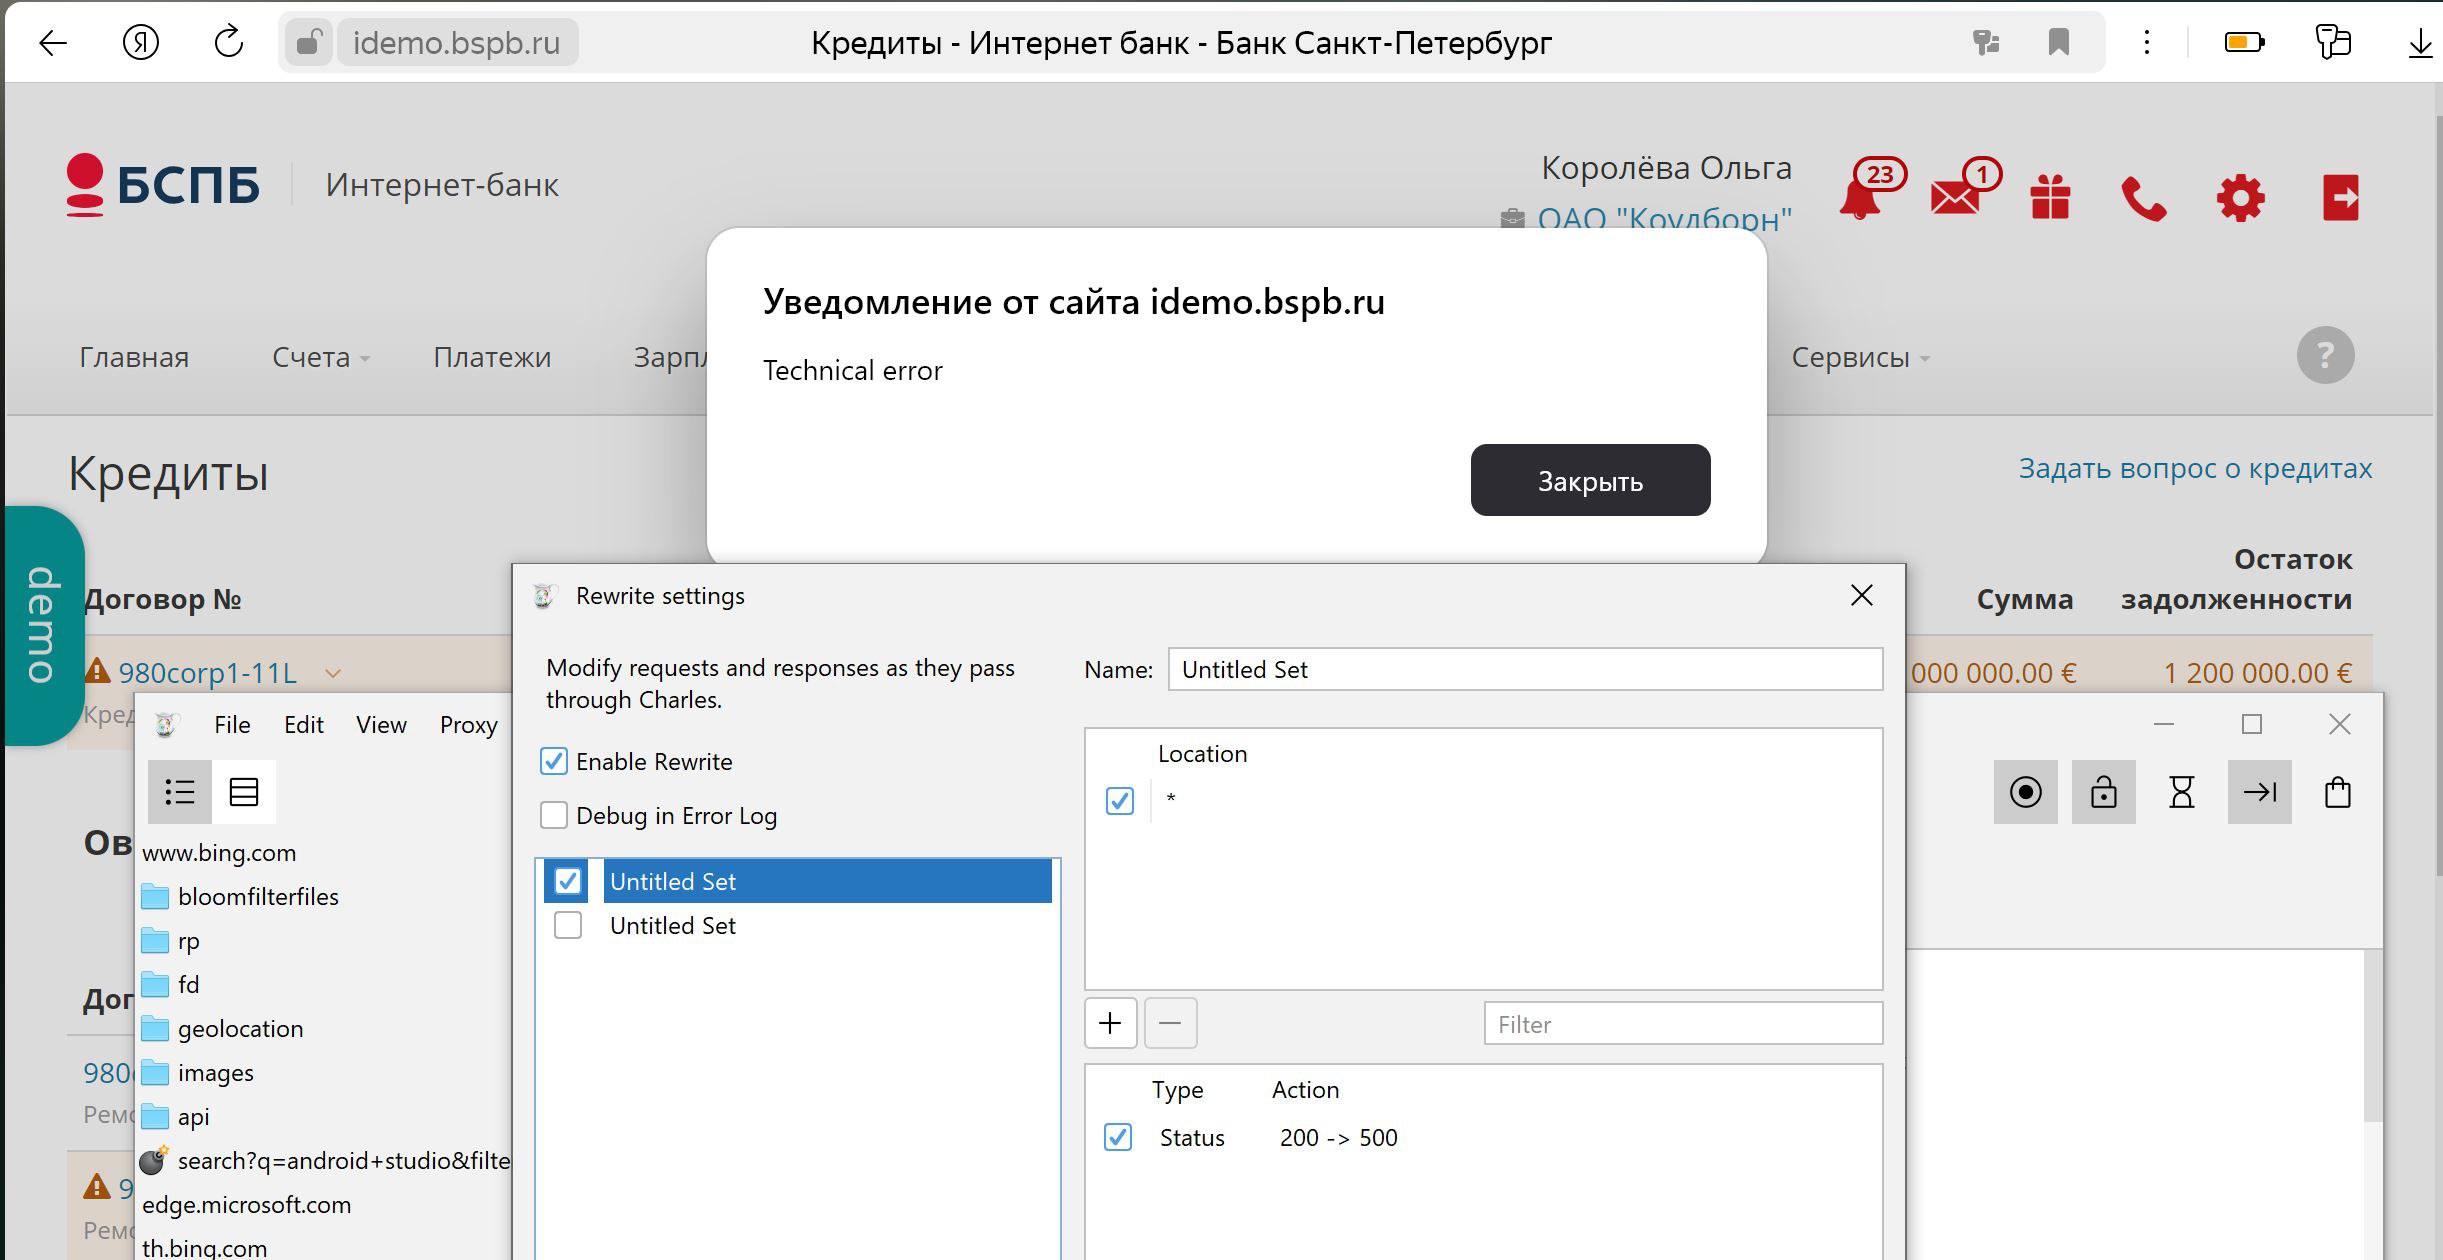 idemo.bspb.ru
Кредиты - Интернет банк - Банк Санкт-Петербург
БСПБ
Интернет-банк
Королёва Ольга
ОАО "Коудборн"
23
1
Уведомление от сайта idemo.bspb.ru
Technical error
Закрыть
Главная
Счета
Платежи
Зарпл
Сервисы
?
Кредиты
Задать вопрос о кредитах
demo
Договор №
Сумма
Остаток
задолженности
980corp1-11L
000 000.00 €
1 200 000.00 €
Кред
Ов
Дог
980
Ремо
9
Ремо
File
Edit
View
Proxy
www.bing.com
bloomfilterfiles
rp
fd
geolocation
images
api
search?q=android+studio&filte
edge.microsoft.com
th.bing.com
Rewrite settings
Modify requests and responses as they pass
through Charles.
Enable Rewrite
Debug in Error Log
Untitled Set
Untitled Set
Name:
Untitled Set
Location
*
Filter
Type
Action
Status
200 -> 500